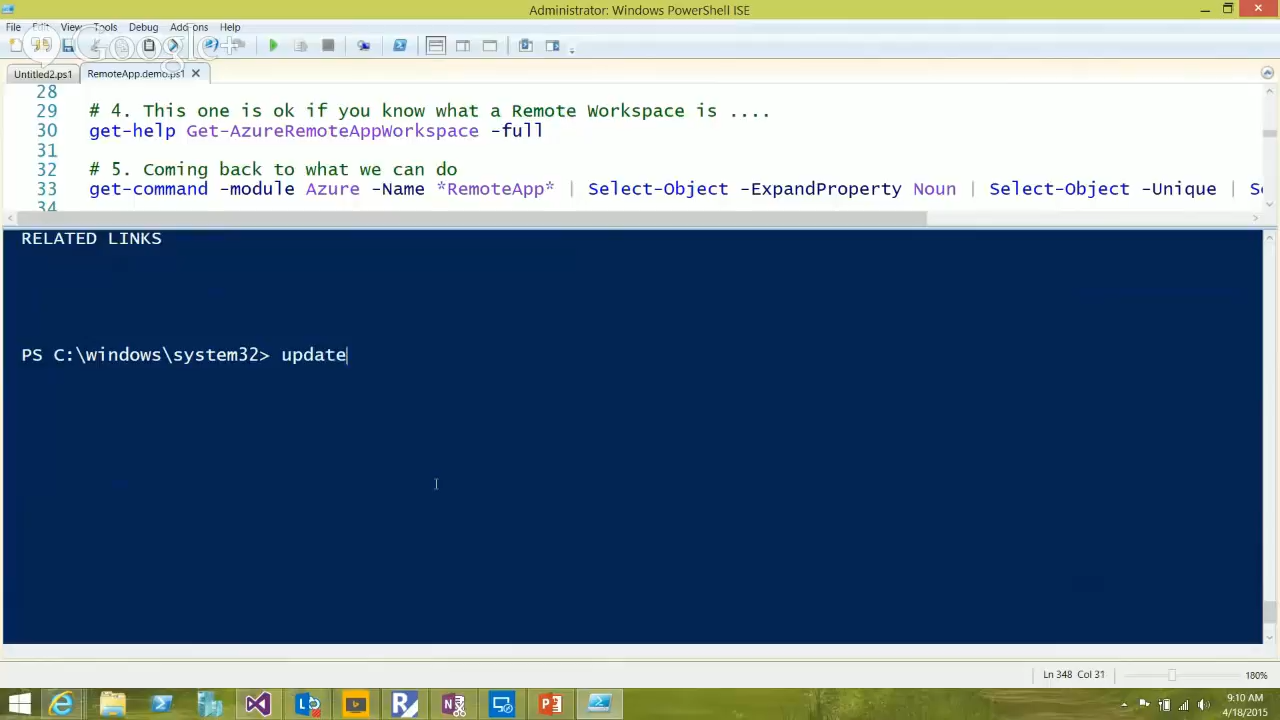 Administrator: Windows PowerShell ISE
File Edit View Tools Debug Add-ons Help
Google+
Untitled2.ps1 RemoteApp.demo.ps1
28
29 # 4. This one is ok if you know what a Remote Workspace is ....
30 get-help Get-AzureRemoteAppWorkspace -full
31
32 # 5. Coming back to what we can do
33 get-command -module Azure -Name *RemoteApp* | Select-Object -ExpandProperty Noun | Select-Object -Unique | S
34
RELATED LINKS
PS C:\windows\system32> update
Ln 348 Col 31 180%
9:10 AM
4/18/2015